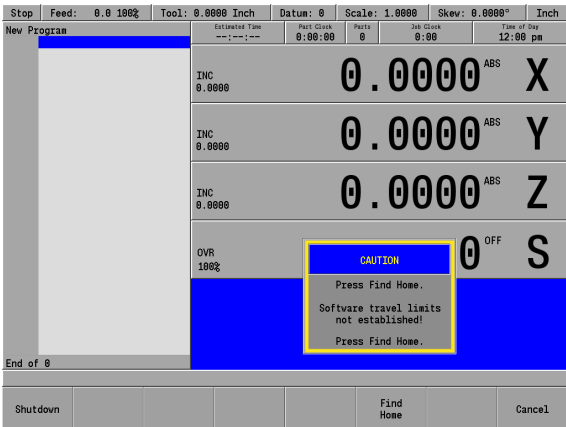 Stop Feed: 0.0 100% Tool: 0.0000 Inch Datum: 0 Scale: 1.0000 Skew: 0.0000° Inch
New Program
Estimated Time Part Clock Parts Job Clock Time of Day
--:--:-- 0:00:00 0 0:00 12:00 pm
INC
0.0000
0.0000 ABS X
INC
0.0000
0.0000 ABS Y
INC
0.0000
0.0000 ABS Z
OVR
100%
0 OFF S
CAUTION
Press Find Home.
Software travel limits
not established!
Press Find Home.
End of 0
Shutdown
Find
Home
Cancel